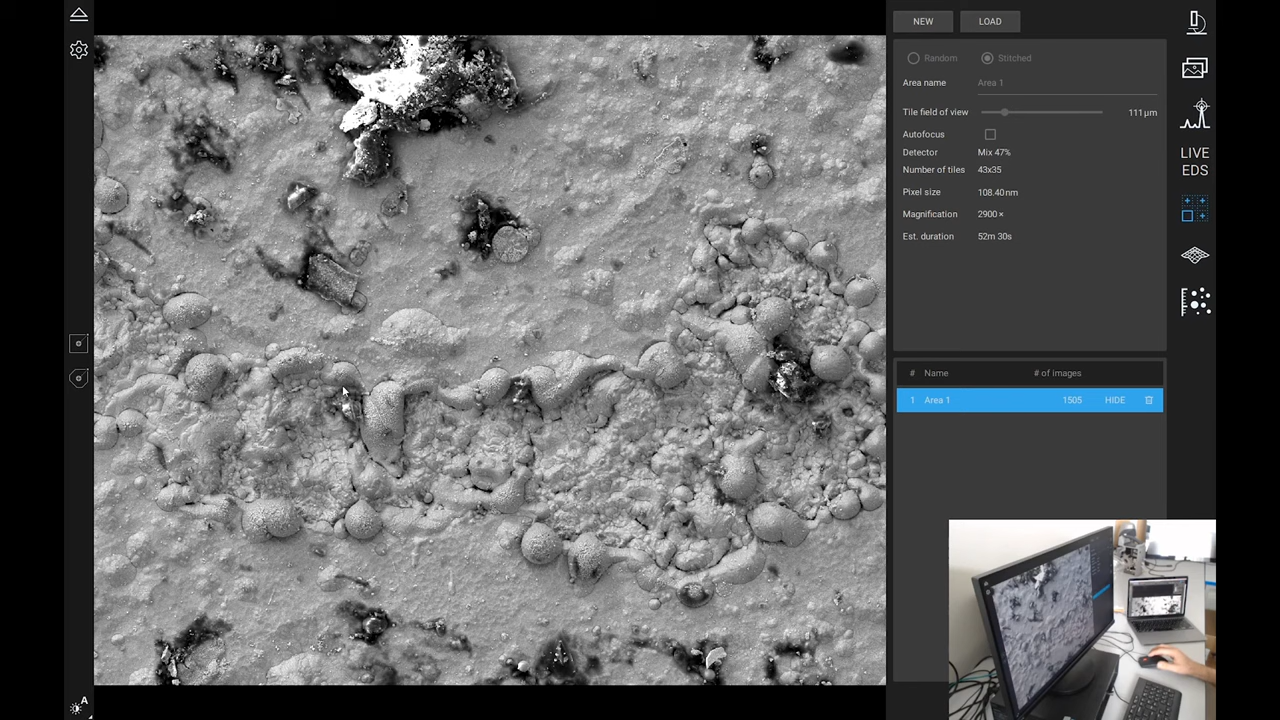 NEW LOAD
Random Stitched
Area name Area 1
Tile field of view 111 µm
Autofocus
Detector Mix 47%
Number of tiles 43x35
Pixel size 108.40 nm
Magnification 2900 ×
Est. duration 52m 30s
# Name # of images
1 Area 1 1505 HIDE
LIVE
EDS
A